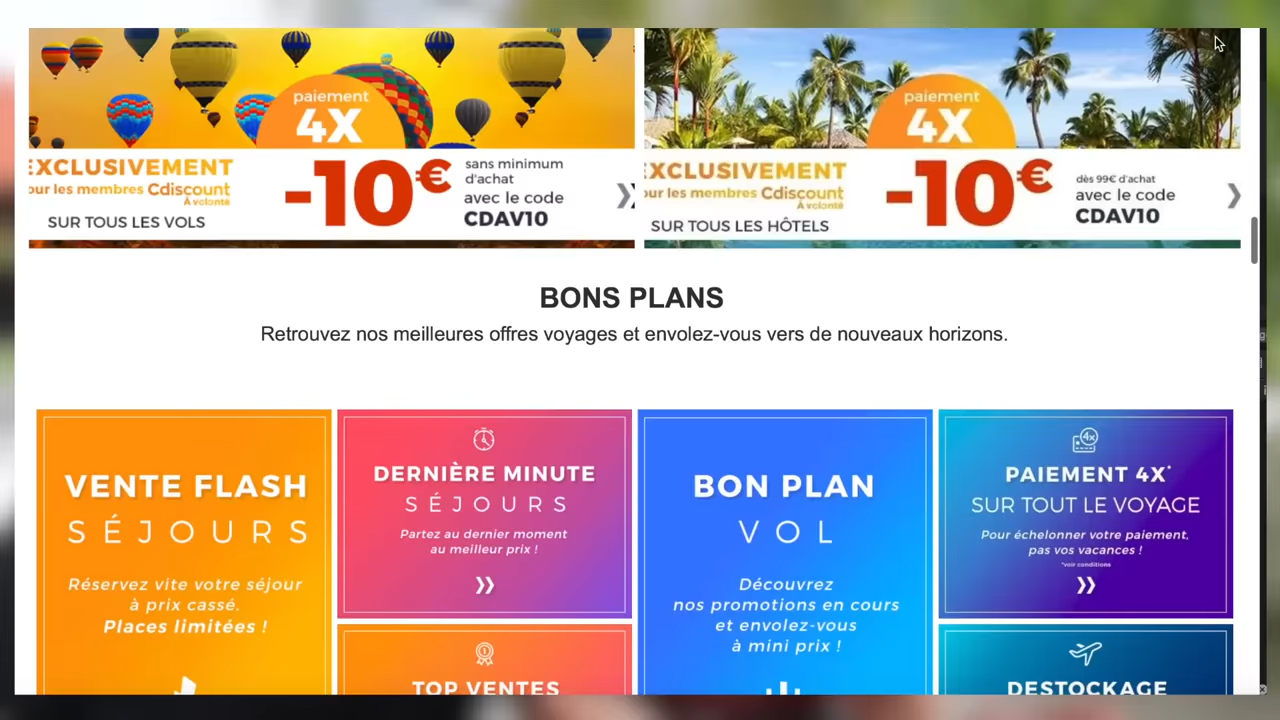 paiement
4X
EXCLUSIVEMENT
our les membres Cdiscount
À volonté
SUR TOUS LES VOLS
-10€
sans minimum
d'achat
avec le code
CDAV10
paiement
4X
EXCLUSIVEMENT
our les membres Cdiscount
À volonté
SUR TOUS LES HÔTELS
-10€
dès 99€ d'achat
avec le code
CDAV10
BONS PLANS
Retrouvez nos meilleures offres voyages et envolez-vous vers de nouveaux horizons.
VENTE FLASH
SÉJOURS
Réservez vite votre séjour
à prix cassé.
Places limitées !
DERNIÈRE MINUTE
SÉJOURS
Partez au dernier moment
au meilleur prix !
TOP VENTES
BON PLAN
VOL
Découvrez
nos promotions en cours
et envolez-vous
à mini prix !
4x
PAIEMENT 4X*
SUR TOUT LE VOYAGE
Pour échelonner votre paiement,
pas vos vacances !
*voir conditions
DESTOCKAGE